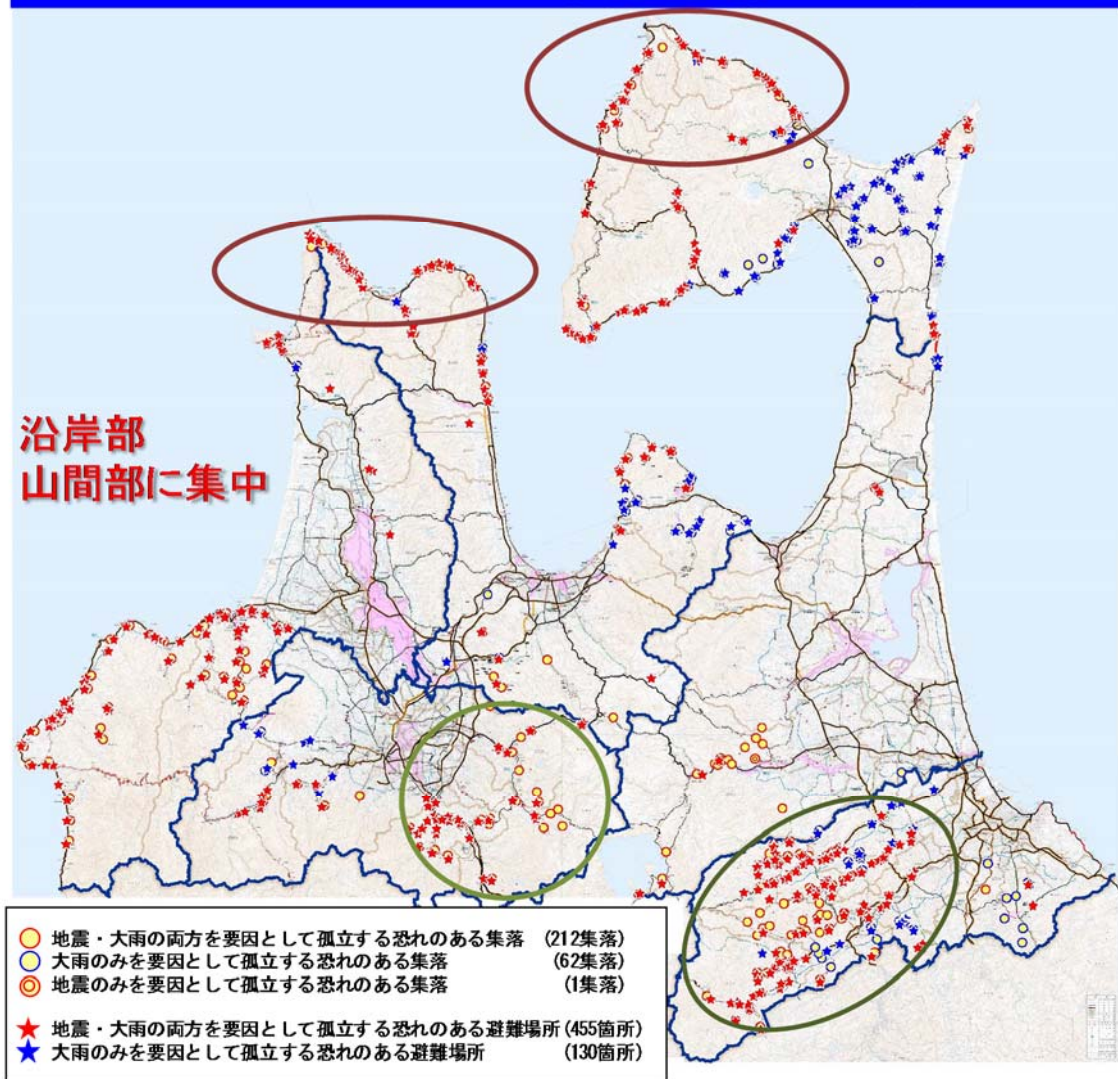 沿岸部
山間部に集中
地震・大雨の両方を要因として孤立する恐れのある集落 (212集落)
大雨のみを要因として孤立する恐れのある集落 (62集落)
地震のみを要因として孤立する恐れのある集落 (1集落)
地震・大雨の両方を要因として孤立する恐れのある避難場所(455箇所)
大雨のみを要因として孤立する恐れのある避難場所 (130箇所)